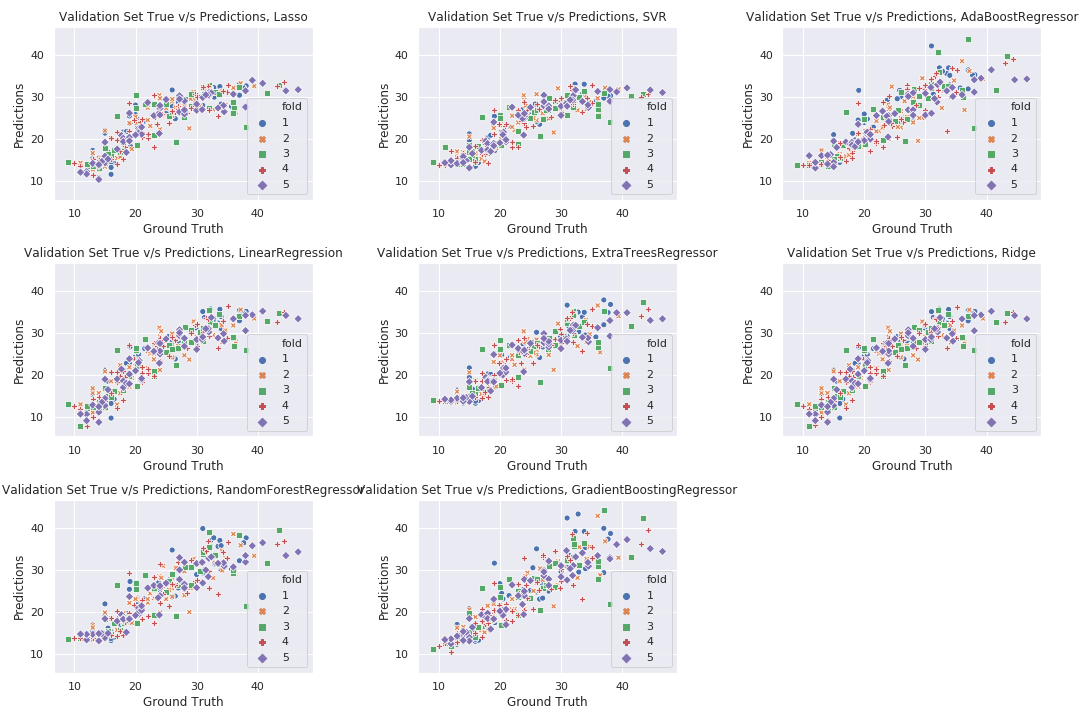 Validation Set True v/s Predictions, Lasso
40
30
20
10
Predictions
10 20 30 40
Ground Truth
fold
1
2
3
4
5
Validation Set True v/s Predictions, SVR
40
30
20
10
Predictions
10 20 30 40
Ground Truth
fold
1
2
3
4
5
Validation Set True v/s Predictions, AdaBoostRegressor
40
30
20
10
Predictions
10 20 30 40
Ground Truth
fold
1
2
3
4
5
Validation Set True v/s Predictions, LinearRegression
40
30
20
10
Predictions
10 20 30 40
Ground Truth
fold
1
2
3
4
5
Validation Set True v/s Predictions, ExtraTreesRegressor
40
30
20
10
Predictions
10 20 30 40
Ground Truth
fold
1
2
3
4
5
Validation Set True v/s Predictions, Ridge
40
30
20
10
Predictions
10 20 30 40
Ground Truth
fold
1
2
3
4
5
Validation Set True v/s Predictions, RandomForestRegressor
40
30
20
10
Predictions
10 20 30 40
Ground Truth
fold
1
2
3
4
5
Validation Set True v/s Predictions, GradientBoostingRegressor
40
30
20
10
Predictions
10 20 30 40
Ground Truth
fold
1
2
3
4
5